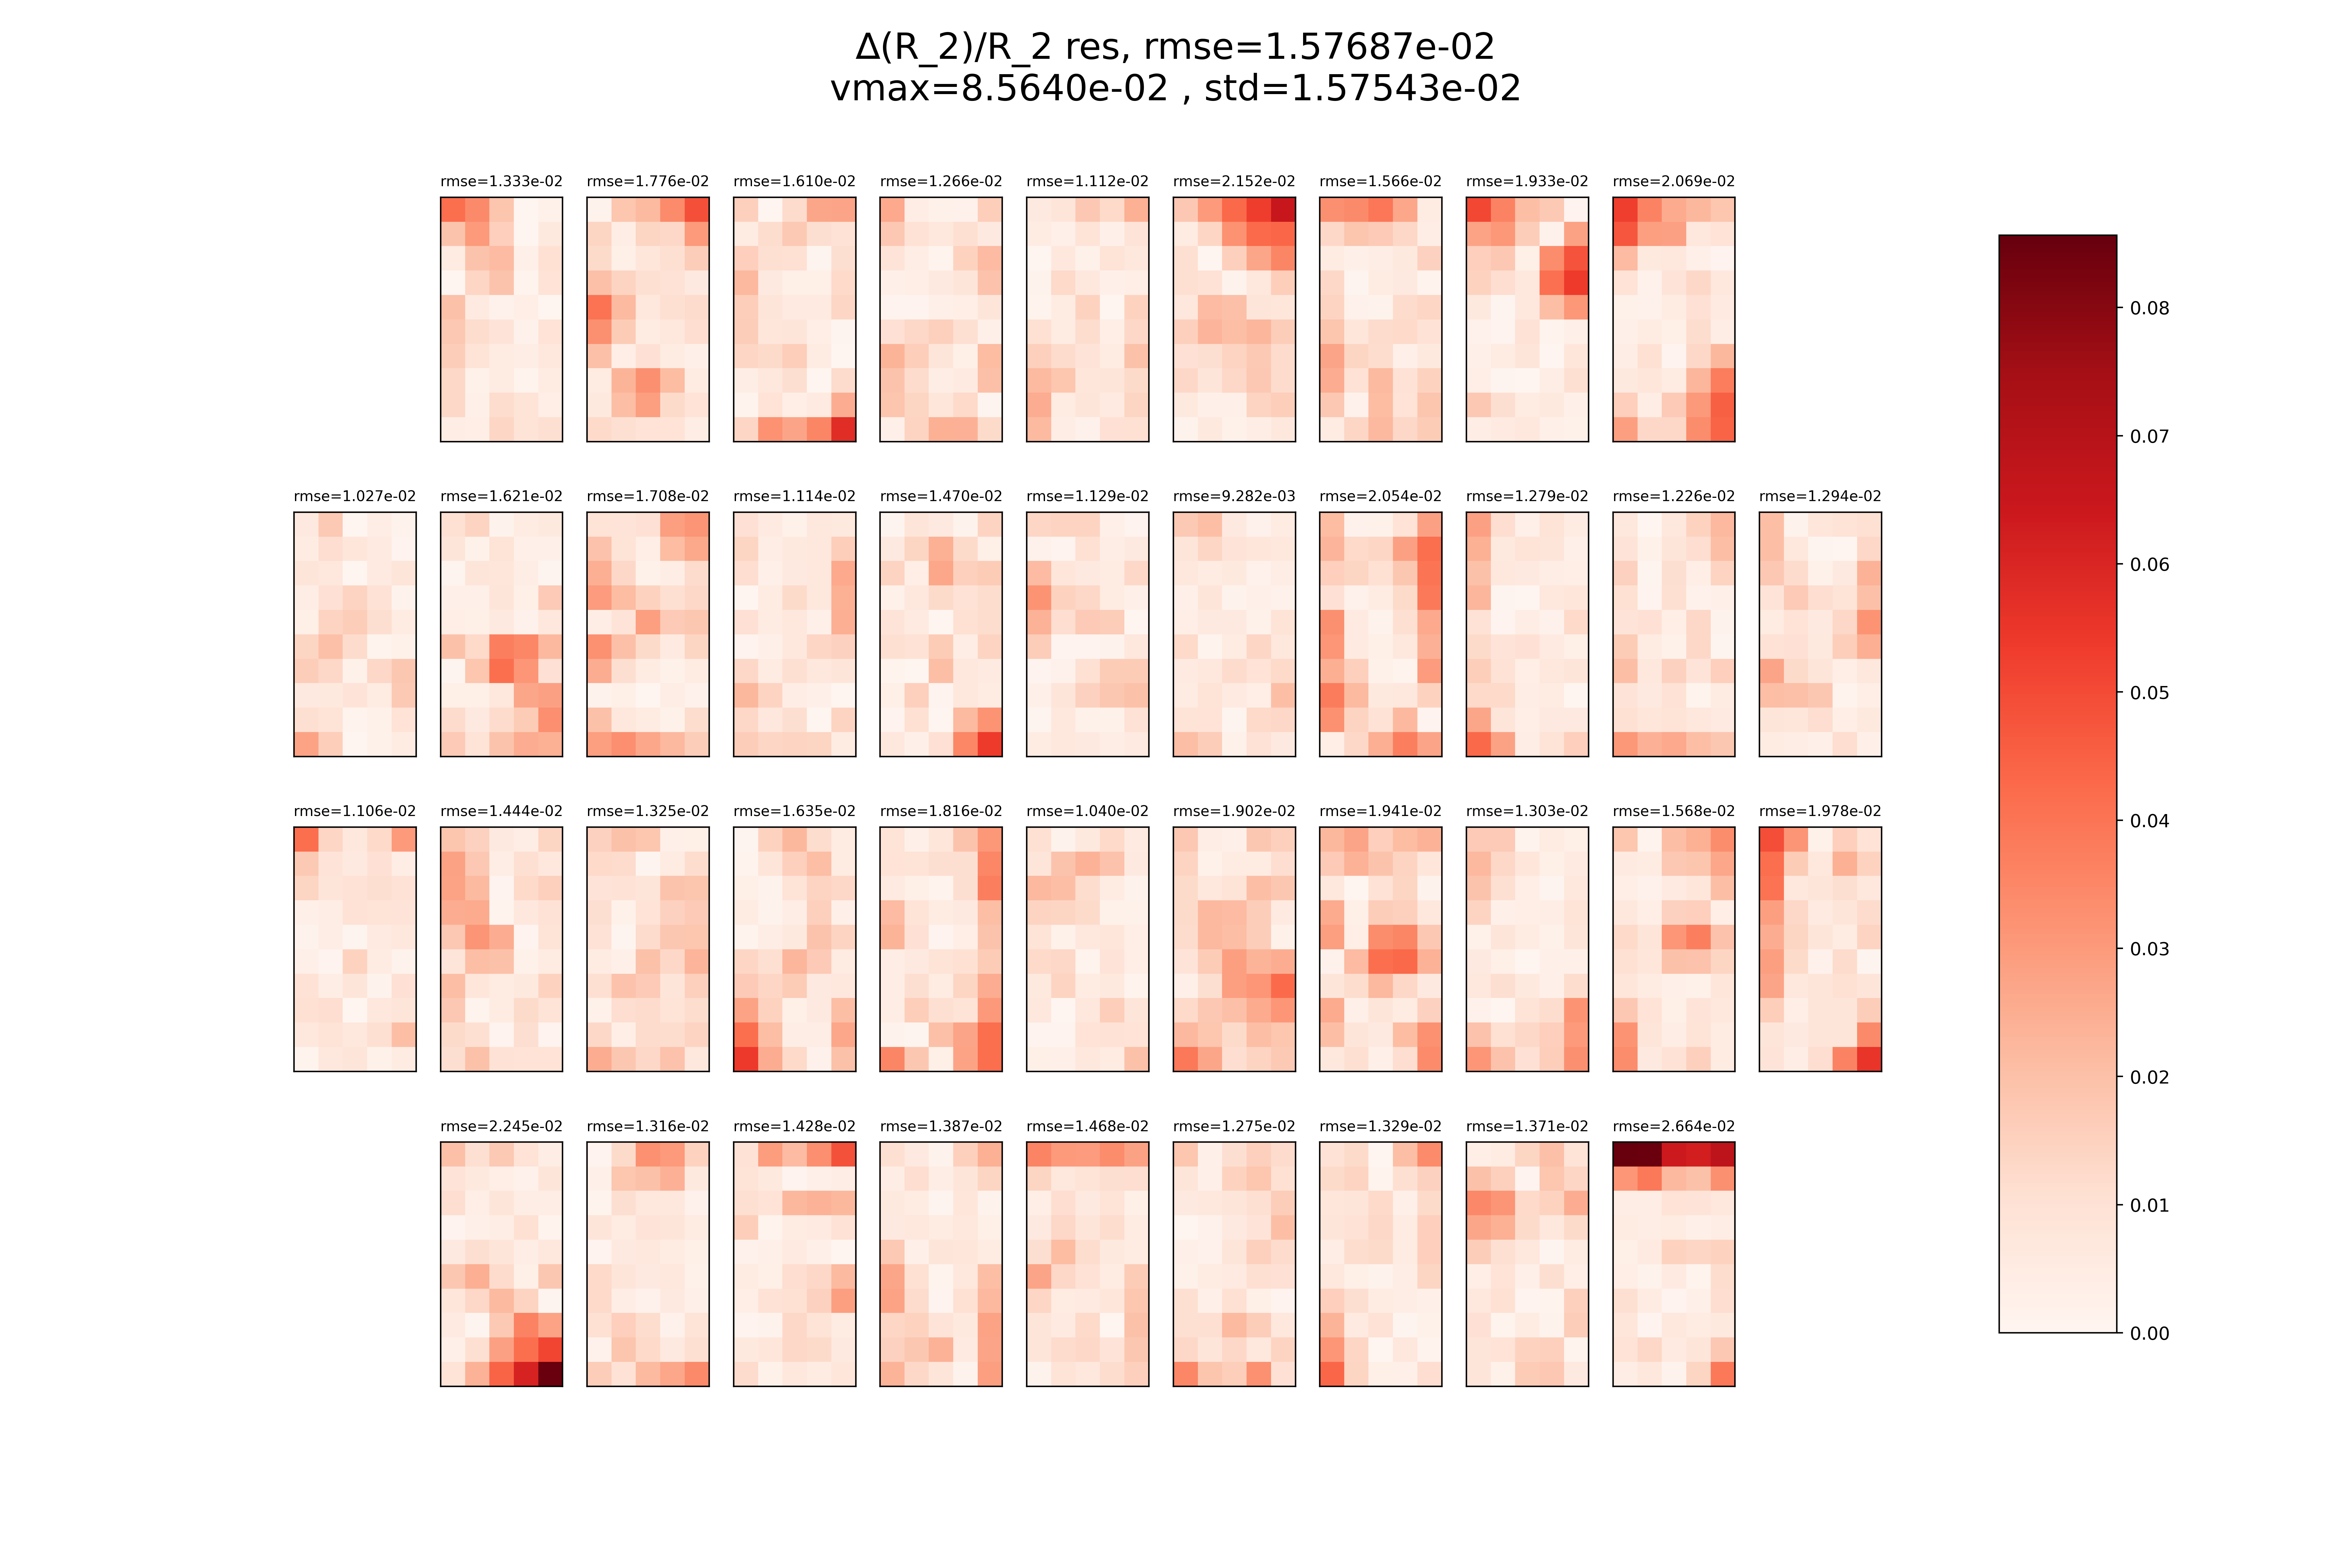 Δ(R_2)/R_2 res, rmse=1.57687e-02
vmax=8.5640e-02 , std=1.57543e-02
rmse=1.333e-02 rmse=1.776e-02 rmse=1.610e-02 rmse=1.266e-02 rmse=1.112e-02 rmse=2.152e-02 rmse=1.566e-02 rmse=1.933e-02 rmse=2.069e-02
rmse=1.027e-02 rmse=1.621e-02 rmse=1.708e-02 rmse=1.114e-02 rmse=1.470e-02 rmse=1.129e-02 rmse=9.282e-03 rmse=2.054e-02 rmse=1.279e-02 rmse=1.226e-02 rmse=1.294e-02
rmse=1.106e-02 rmse=1.444e-02 rmse=1.325e-02 rmse=1.635e-02 rmse=1.816e-02 rmse=1.040e-02 rmse=1.902e-02 rmse=1.941e-02 rmse=1.303e-02 rmse=1.568e-02 rmse=1.978e-02
rmse=2.245e-02 rmse=1.316e-02 rmse=1.428e-02 rmse=1.387e-02 rmse=1.468e-02 rmse=1.275e-02 rmse=1.329e-02 rmse=1.371e-02 rmse=2.664e-02
0.08
0.07
0.06
0.05
0.04
0.03
0.02
0.01
0.00